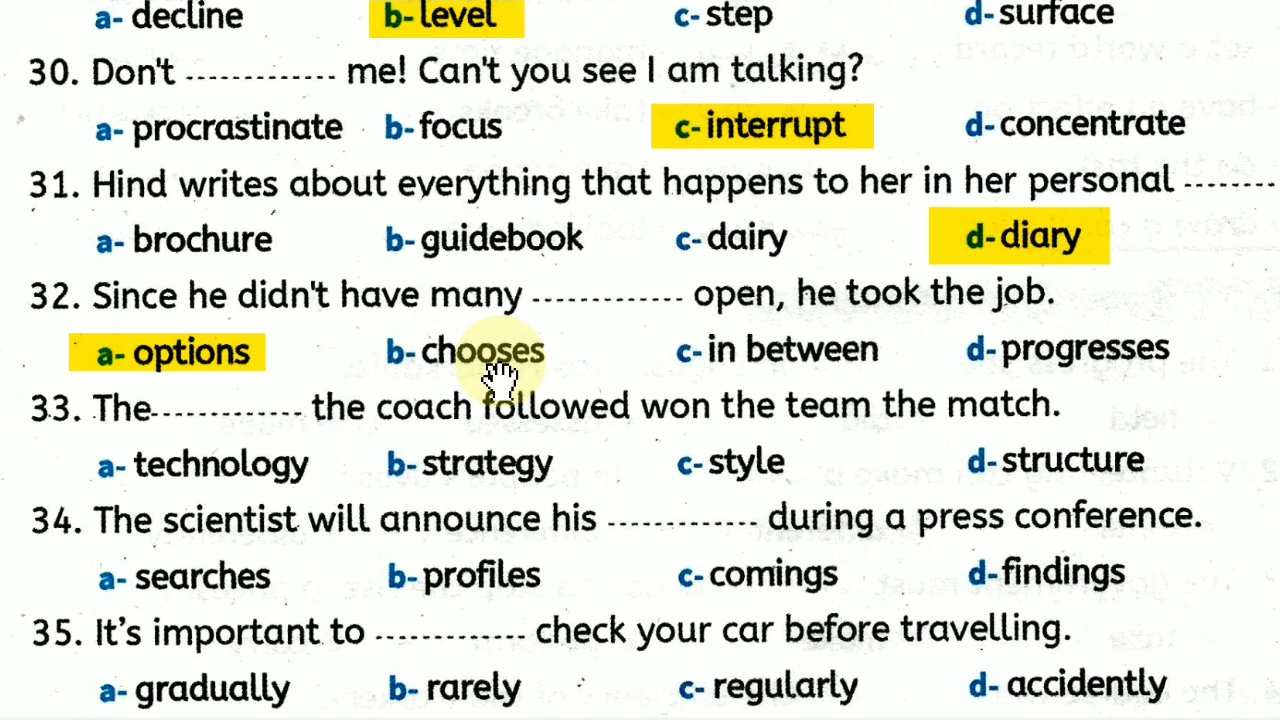 a- decline b- level c- step d- surface
30. Don't ------------- me! Can't you see I am talking?
a- procrastinate b- focus c- interrupt d- concentrate
31. Hind writes about everything that happens to her in her personal --------
a- brochure b- guidebook c- dairy d- diary
32. Since he didn't have many ------------- open, he took the job.
a- options b- chooses c- in between d- progresses
33. The------------- the coach followed won the team the match.
a- technology b- strategy c- style d- structure
34. The scientist will announce his ------------- during a press conference.
a- searches b- profiles c- comings d- findings
35. It's important to ------------- check your car before travelling.
a- gradually b- rarely c- regularly d- accidently